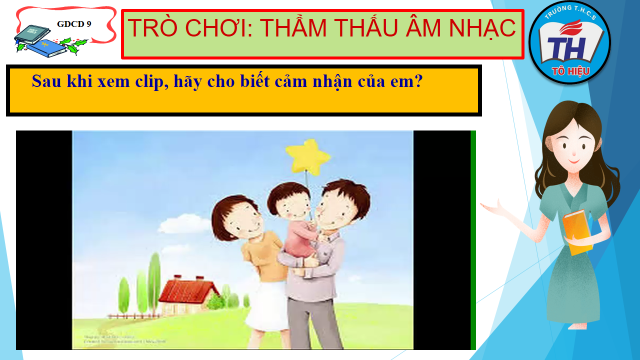 GDCD 9
TRÒ CHƠI: THẨM THẤU ÂM NHẠC
TRƯỜNG T.H.C.S
TH
TÔ HIỆU
Sau khi xem clip, hãy cho biết cảm nhận của em?